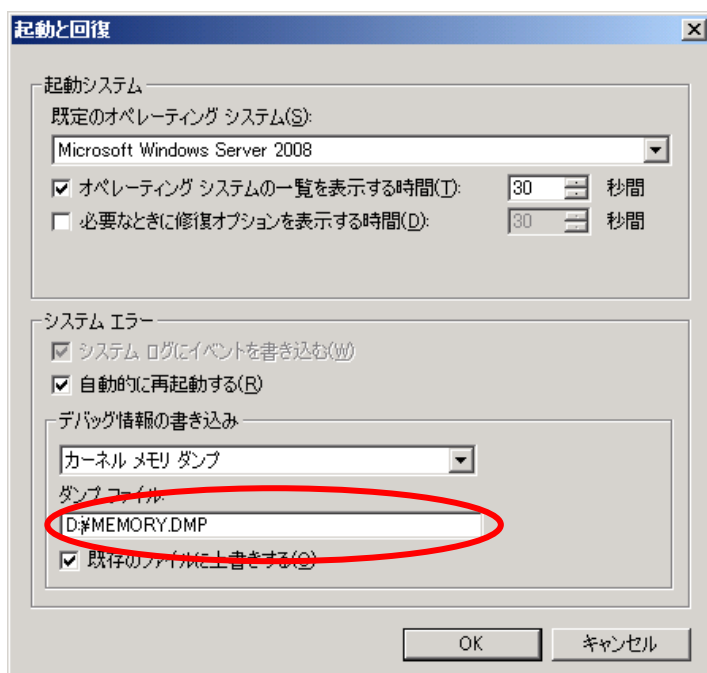 起動と回復
起動システム
既定のオペレーティング システム(S):
Microsoft Windows Server 2008
オペレーティング システムの一覧を表示する時間(T): 30 秒間
必要なときに修復オプションを表示する時間(D): 30 秒間
システム エラー
システム ログにイベントを書き込む(W)
自動的に再起動する(R)
デバッグ情報の書き込み
カーネル メモリ ダンプ
ダンプ ファイル:
D:¥MEMORY.DMP
既存のファイルに上書きする(O)
OK キャンセル